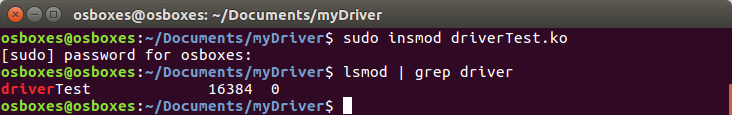 osboxes@osboxes: ~/Documents/myDriver
osboxes@osboxes:~/Documents/myDriver$ sudo insmod driverTest.ko
[sudo] password for osboxes:
osboxes@osboxes:~/Documents/myDriver$ lsmod | grep driver
driverTest             16384  0
osboxes@osboxes:~/Documents/myDriver$